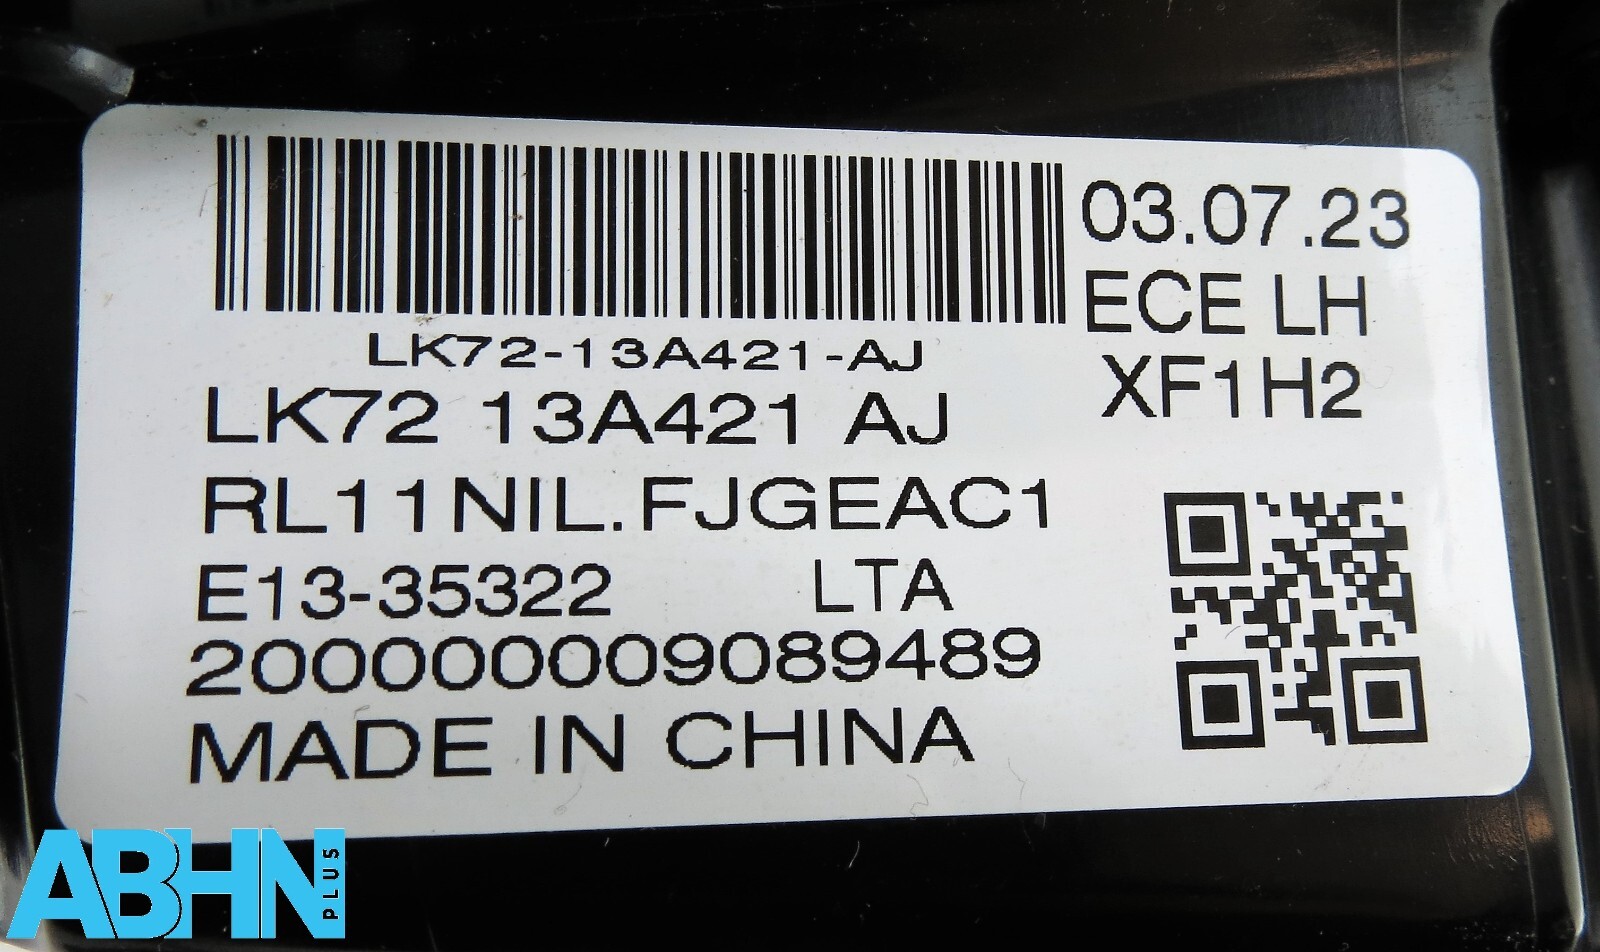 03.07.23
ECE LH
XF1H2
LK72-13A421-AJ
LK72 13A421 AJ
RL11NIL.FJGEAC1
E13-35322 LTA
2000000009089489
MADE IN CHINA
ABHN PLUS